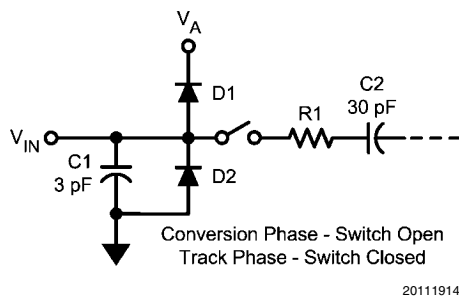 V_A
D1
C2
R1
30 pF
V_IN
C1
3 pF
D2
Conversion Phase - Switch Open
Track Phase - Switch Closed
20111914